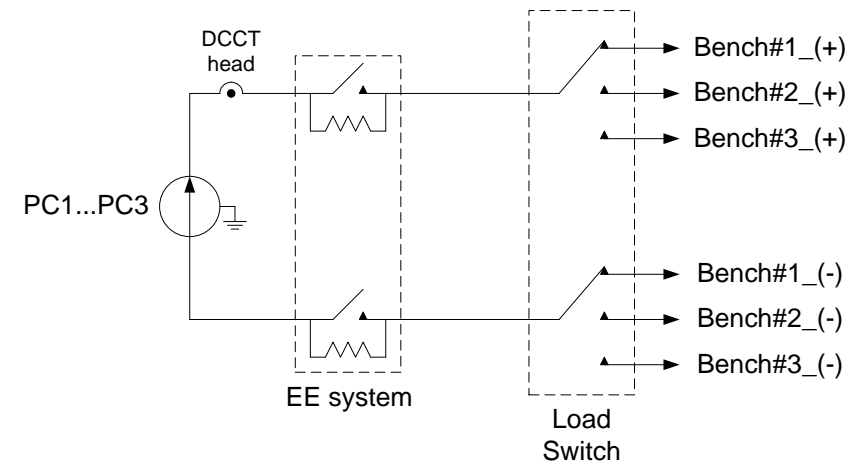 DCCT
head
Bench#1_(+)
Bench#2_(+)
Bench#3_(+)
PC1...PC3
Bench#1_(-)
Bench#2_(-)
Bench#3_(-)
EE system
Load
Switch